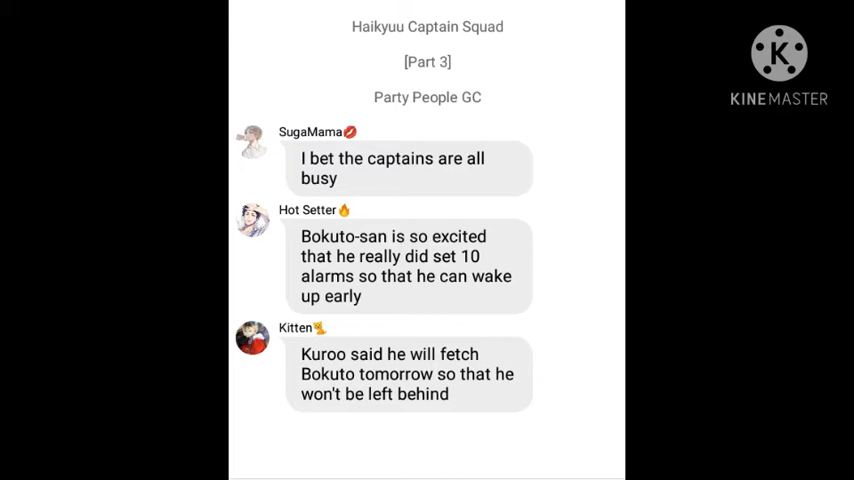 Haikyuu Captain Squad
[Part 3]
Party People GC
SugaMama💋
I bet the captains are all
busy
Hot Setter🔥
Bokuto-san is so excited
that he really did set 10
alarms so that he can wake
up early
Kitten🐈
Kuroo said he will fetch
Bokuto tomorrow so that he
won't be left behind
K
KINEMASTER